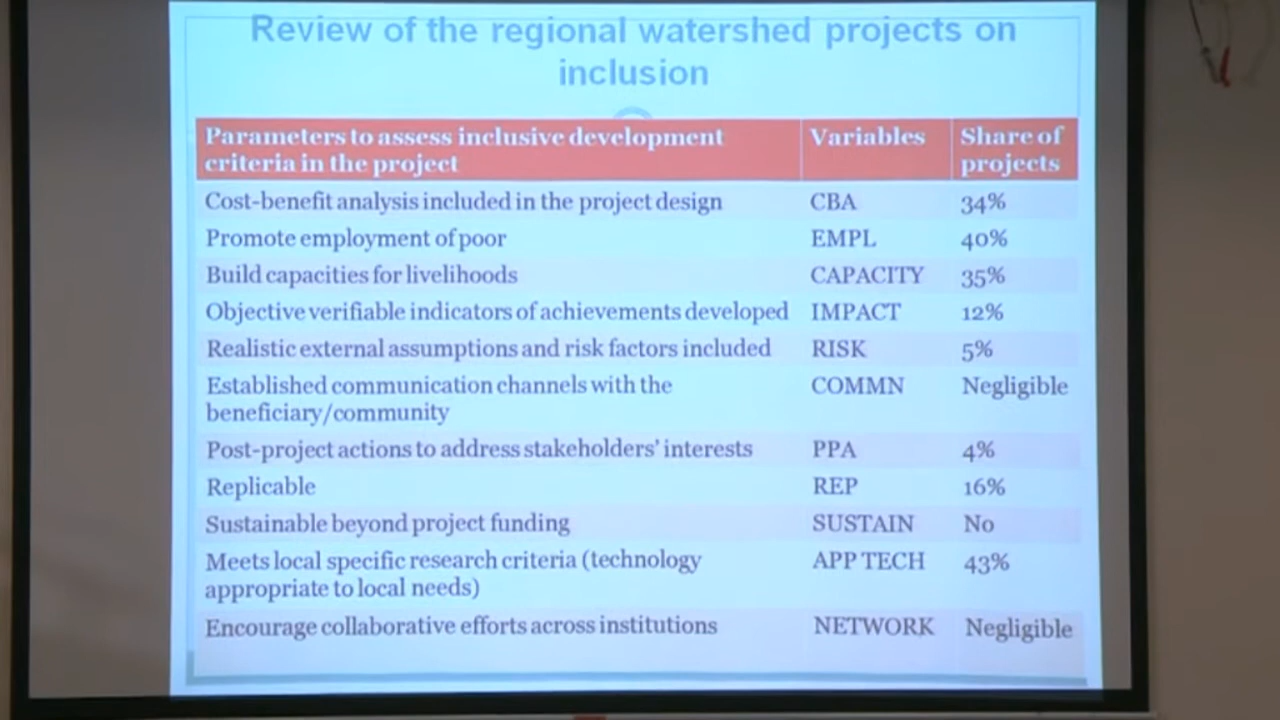 Review of the regional watershed projects on
inclusion
Parameters to assess inclusive development Variables Share of
criteria in the project projects
Cost-benefit analysis included in the project design CBA 34%
Promote employment of poor EMPL 40%
Build capacities for livelihoods CAPACITY 35%
Objective verifiable indicators of achievements developed IMPACT 12%
Realistic external assumptions and risk factors included RISK 5%
Established communication channels with the COMMN Negligible
beneficiary/community
Post-project actions to address stakeholders' interests PPA 4%
Replicable REP 16%
Sustainable beyond project funding SUSTAIN No
Meets local specific research criteria (technology APP TECH 43%
appropriate to local needs)
Encourage collaborative efforts across institutions NETWORK Negligible